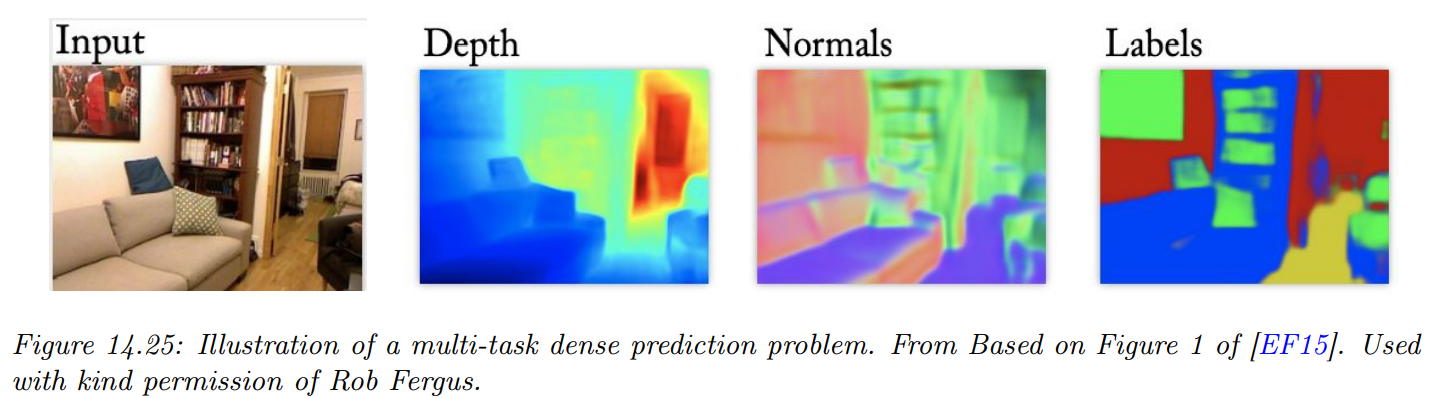 Input
Depth
Normals
Labels
Figure 14.25: Illustration of a multi-task dense prediction problem. From Based on Figure 1 of [EF15]. Used
with kind permission of Rob Fergus.